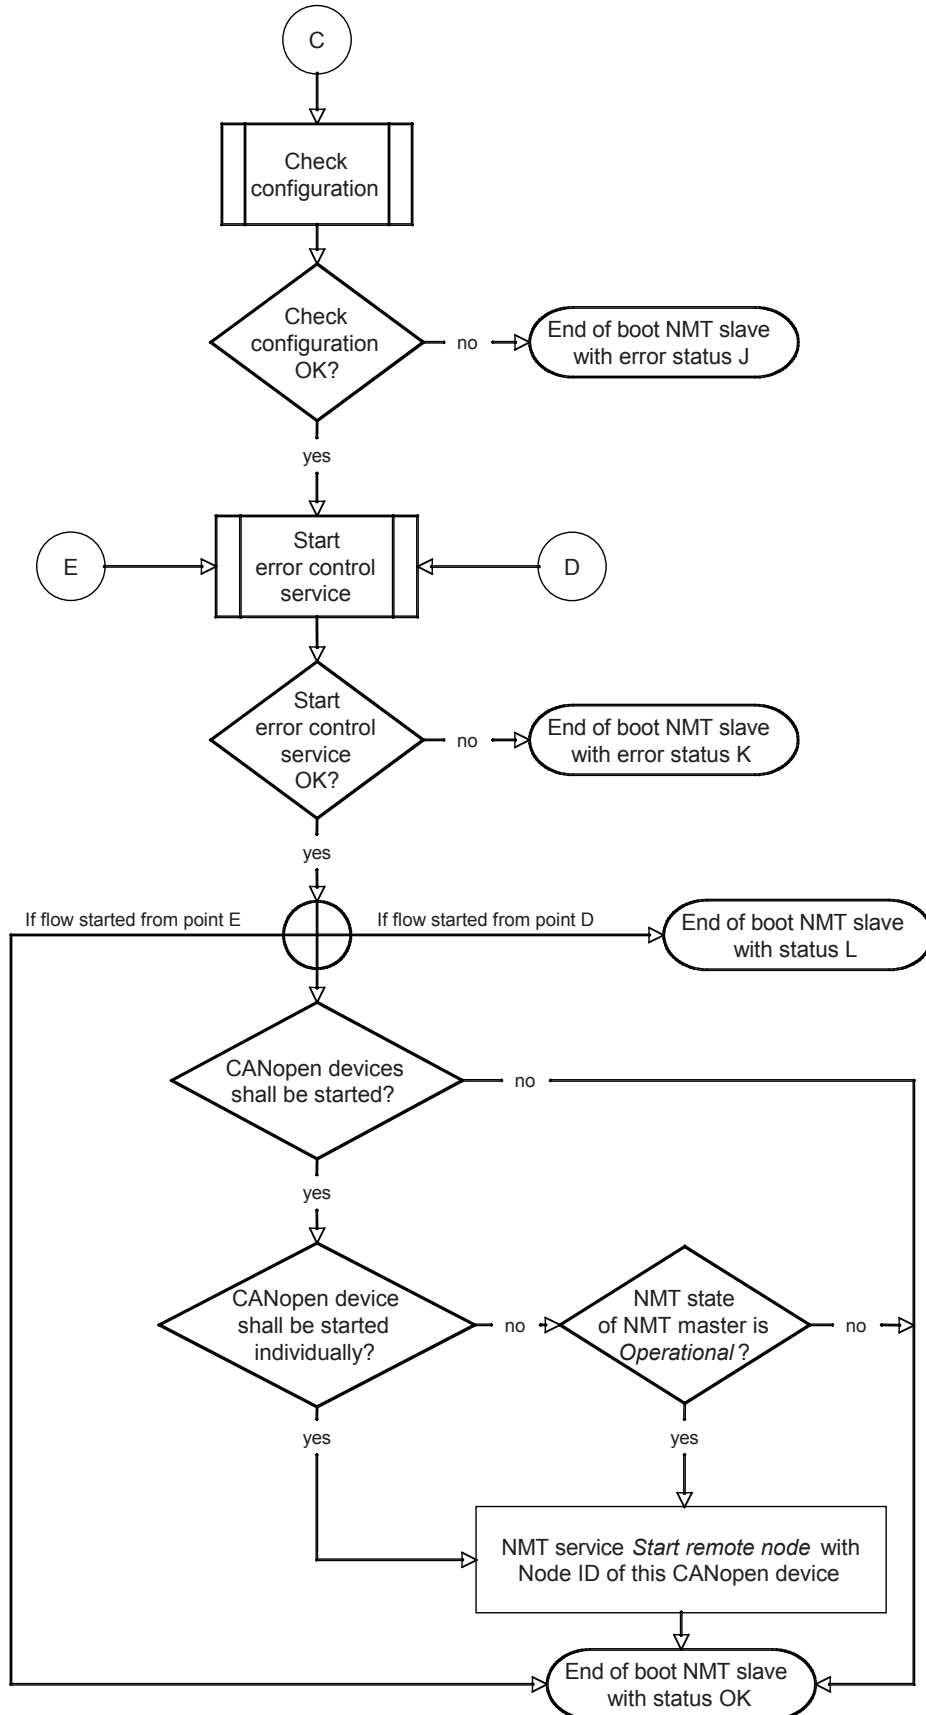 C
Check
configuration
Check
configuration
OK?
no
End of boot NMT slave
with error status J
yes
E
Start
error control
service
D
Start
error control
service
OK?
no
End of boot NMT slave
with error status K
yes
If flow started from point E
If flow started from point D
End of boot NMT slave
with status L
CANopen devices
shall be started?
no
yes
CANopen device
shall be started
individually?
no
NMT state
of NMT master is
Operational?
no
yes
yes
NMT service Start remote node with
Node ID of this CANopen device
End of boot NMT slave
with status OK